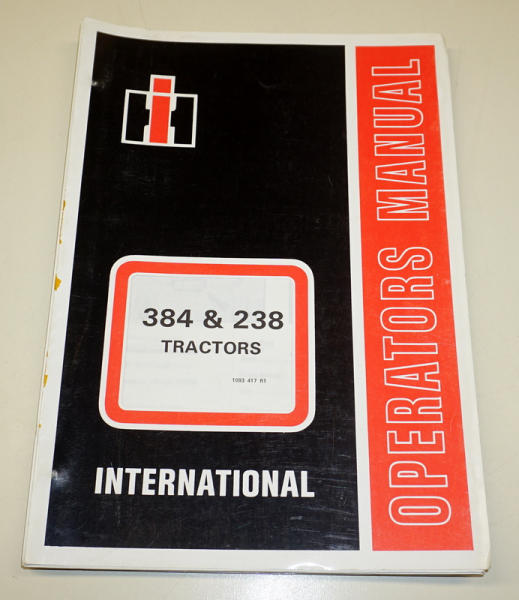 384 & 238
TRACTORS
1093 417 R1
INTERNATIONAL
OPERATORS MANUAL